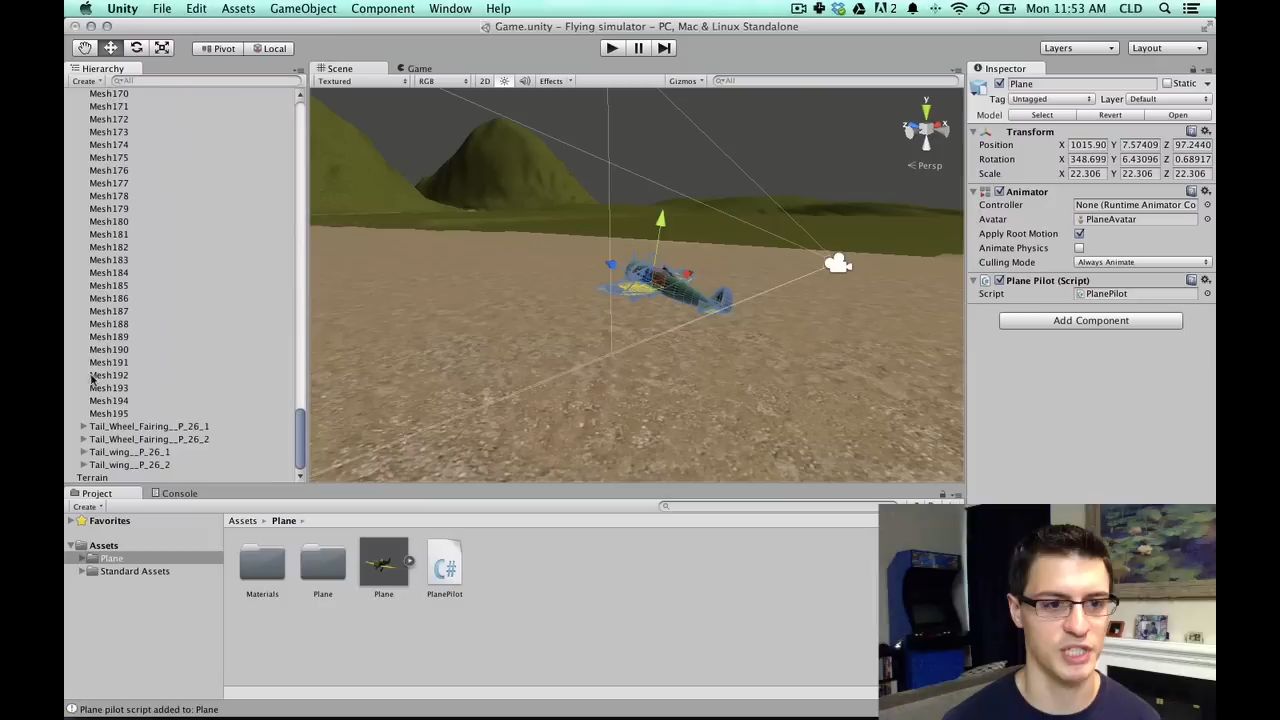 Unity File Edit Assets GameObject Component Window Help
2 Mon 11:53 AM CLD
Game.unity – Flying simulator – PC, Mac & Linux Standalone
Pivot Local Layers Layout
Hierarchy
Create All
Mesh170
Mesh171
Mesh172
Mesh173
Mesh174
Mesh175
Mesh176
Mesh177
Mesh178
Mesh179
Mesh180
Mesh181
Mesh182
Mesh183
Mesh184
Mesh185
Mesh186
Mesh187
Mesh188
Mesh189
Mesh190
Mesh191
Mesh192
Mesh193
Mesh194
Mesh195
Tail_Wheel_Fairing__P_26_1
Tail_Wheel_Fairing__P_26_2
Tail_wing__P_26_1
Tail_wing__P_26_2
Terrain
Scene Game
Textured RGB 2D Effects Gizmos All
y
z x
Persp
Inspector
Plane Static
Tag Untagged Layer Default
Model Select Revert Open
Transform
Position X 1015.90 Y 7.57409 Z 97.2440
Rotation X 348.699 Y 6.43096 Z 0.68917
Scale X 22.306 Y 22.306 Z 22.306
Animator
Controller None (Runtime Animator Co
Avatar PlaneAvatar
Apply Root Motion
Animate Physics
Culling Mode Always Animate
Plane Pilot (Script)
Script PlanePilot
Add Component
Project Console
Create
Favorites
Assets
Plane
Standard Assets
Assets Plane
C#
Materials Plane Plane PlanePilot
Plane pilot script added to: Plane